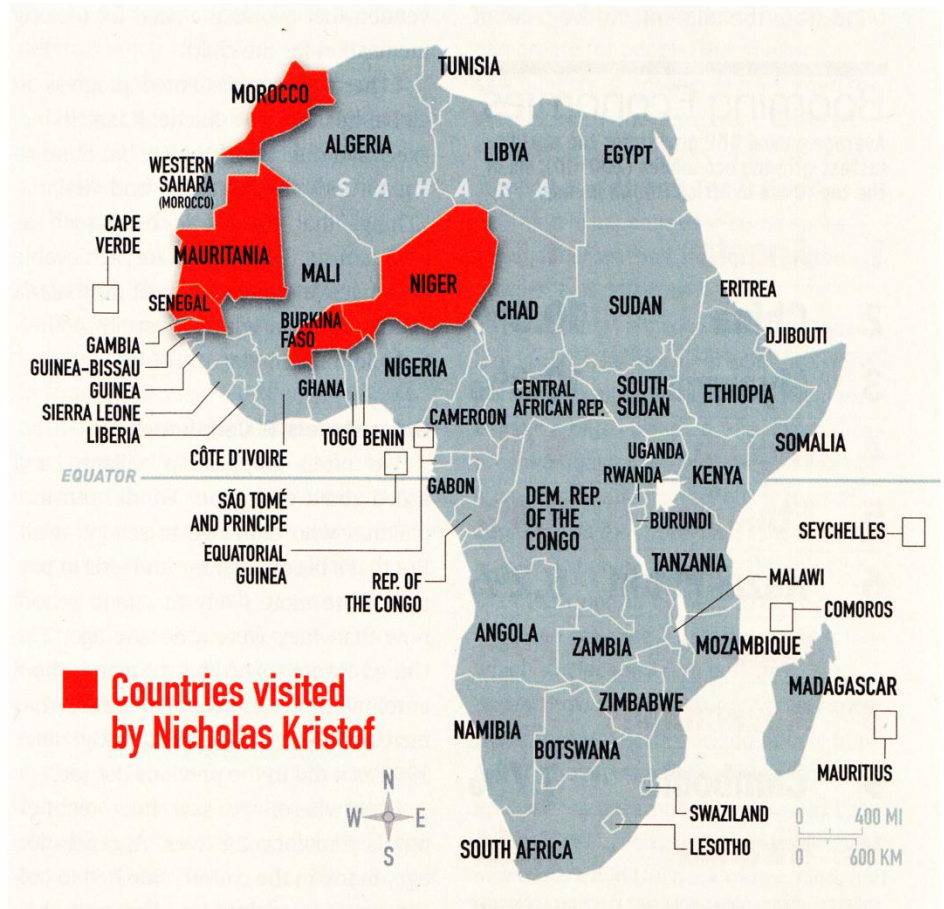 TUNISIA
MOROCCO
ALGERIA
LIBYA
EGYPT
WESTERN
SAHARA
(MOROCCO)
SAHARA
CAPE
VERDE
MAURITANIA
MALI
NIGER
CHAD
SUDAN
ERITREA
SENEGAL
BURKINA
FASO
DJIBOUTI
GAMBIA
GUINEA-BISSAU
GUINEA
SIERRA LEONE
LIBERIA
CÔTE D'IVOIRE
GHANA
TOGO
BENIN
NIGERIA
CAMEROON
CENTRAL
AFRICAN REP.
SOUTH
SUDAN
ETHIOPIA
SOMALIA
EQUATOR
GABON
UGANDA
RWANDA
KENYA
SÃO TOMÉ
AND PRINCIPE
EQUATORIAL
GUINEA
REP. OF
THE CONGO
DEM. REP.
OF THE
CONGO
BURUNDI
TANZANIA
SEYCHELLES
MALAWI
COMOROS
ANGOLA
ZAMBIA
MOZAMBIQUE
MADAGASCAR
ZIMBABWE
NAMIBIA
BOTSWANA
MAURITIUS
SWAZILAND
LESOTHO
SOUTH AFRICA
Countries visited
by Nicholas Kristof
N
W E
S
0 400 MI
0 600 KM